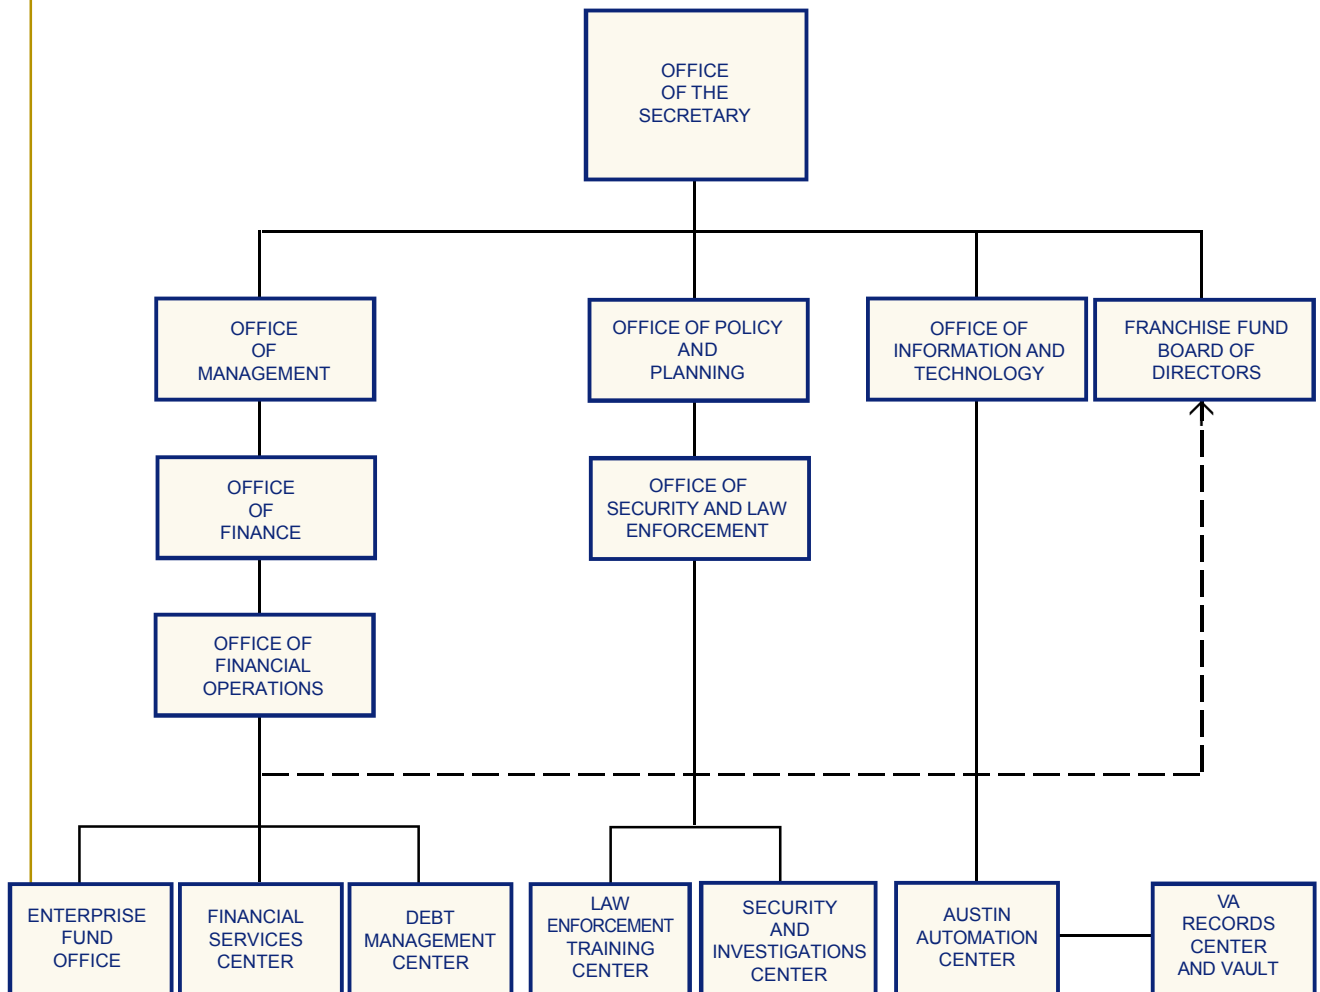 OFFICE
OF THE
SECRETARY
OFFICE
OF
MANAGEMENT
OFFICE OF POLICY
AND
PLANNING
OFFICE OF
INFORMATION AND
TECHNOLOGY
FRANCHISE FUND
BOARD OF
DIRECTORS
OFFICE
OF
FINANCE
OFFICE OF
SECURITY AND LAW
ENFORCEMENT
OFFICE OF
FINANCIAL
OPERATIONS
ENTERPRISE
FUND
OFFICE
FINANCIAL
SERVICES
CENTER
DEBT
MANAGEMENT
CENTER
LAW
ENFORCEMENT
TRAINING
CENTER
SECURITY
AND
INVESTIGATIONS
CENTER
AUSTIN
AUTOMATION
CENTER
VA
RECORDS
CENTER
AND VAULT